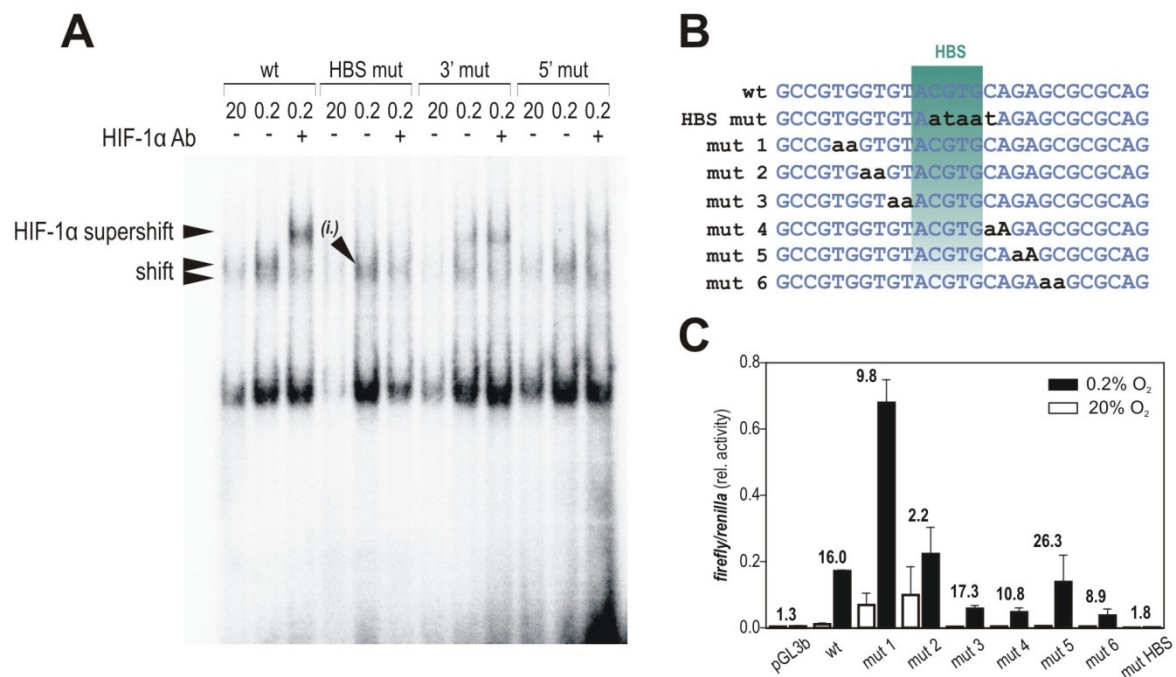 A
wt HBS mut 3' mut 5' mut
20 0.2 0.2 20 0.2 0.2 20 0.2 0.2 20 0.2 0.2
HIF-1α Ab - - + - - + - - + - - +
HIF-1α supershift
(i.)
shift
B
HBS
wt GCCGTGGTGTACGTGCAGAGCGCGCAG
HBS mut GCCGTGGTGTAataatAGAGCGCGCAG
mut 1 GCCGaaGTGTACGTGCAGAGCGCGCAG
mut 2 GCCGTGaaGTACGTGCAGAGCGCGCAG
mut 3 GCCGTGGTaaACGTGCAGAGCGCGCAG
mut 4 GCCGTGGTGTACGTGaAGAGCGCGCAG
mut 5 GCCGTGGTGTACGTGCAaAGCGCGCAG
mut 6 GCCGTGGTGTACGTGCAGAaaGCGCAG
C
firefly/renilla (rel. activity)
0.8
0.6
0.4
0.2
0.0
0.2% O₂
20% O₂
1.3 16.0 9.8 2.2 17.3 10.8 26.3 8.9 1.8
pGL3b wt mut 1 mut 2 mut 3 mut 4 mut 5 mut 6 mut HBS